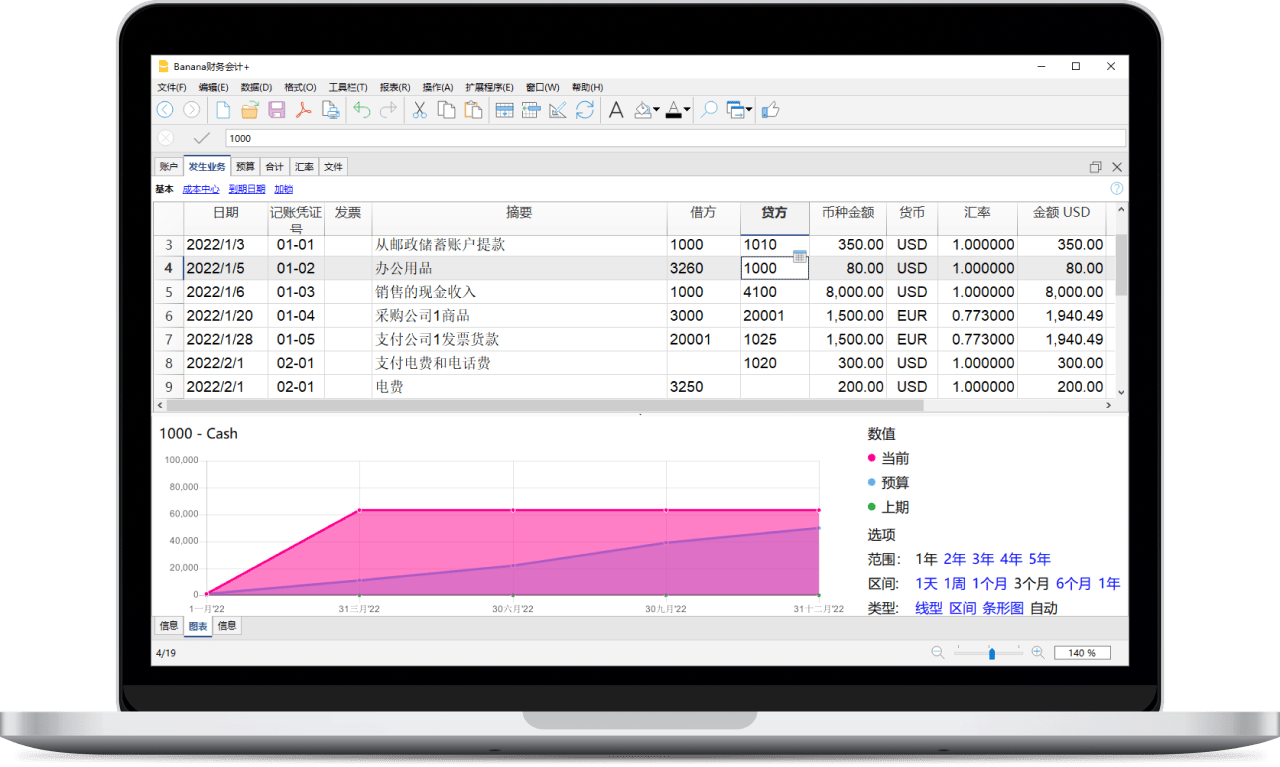 Banana财务会计+
文件(F) 编辑(E) 数据(D) 格式(O) 工具栏(T) 报表(R) 操作(A) 扩展程序(E) 窗口(W) 帮助(H)
1000
账户 发生业务 预算 合计 汇率 文件
基本 成本中心 到期日期 加锁
日期 记账凭证号 发票 摘要 借方 贷方 币种金额 货币 汇率 金额 USD
3 2022/1/3 01-01 从邮政储蓄账户提款 1000 1010 350.00 USD 1.000000 350.00
4 2022/1/5 01-02 办公用品 3260 1000 80.00 USD 1.000000 80.00
5 2022/1/6 01-03 销售的现金收入 1000 4100 8,000.00 USD 1.000000 8,000.00
6 2022/1/20 01-04 采购公司1商品 3000 20001 1,500.00 EUR 0.773000 1,940.49
7 2022/1/28 01-05 支付公司1发票货款 20001 1025 1,500.00 EUR 0.773000 1,940.49
8 2022/2/1 02-01 支付电费和电话费 1020 300.00 USD 1.000000 300.00
9 2022/2/1 02-01 电费 3250 200.00 USD 1.000000 200.00
1000 - Cash
100,000
80,000
60,000
40,000
20,000
0
1一月'22 31三月'22 30六月'22 30九月'22 31十二月'22
数值
当前
预算
上期
选项
范围: 1年 2年 3年 4年 5年
区间: 1天 1周 1个月 3个月 6个月 1年
类型: 线型 区间 条形图 自动
信息 图表 信息
4/19 140 %